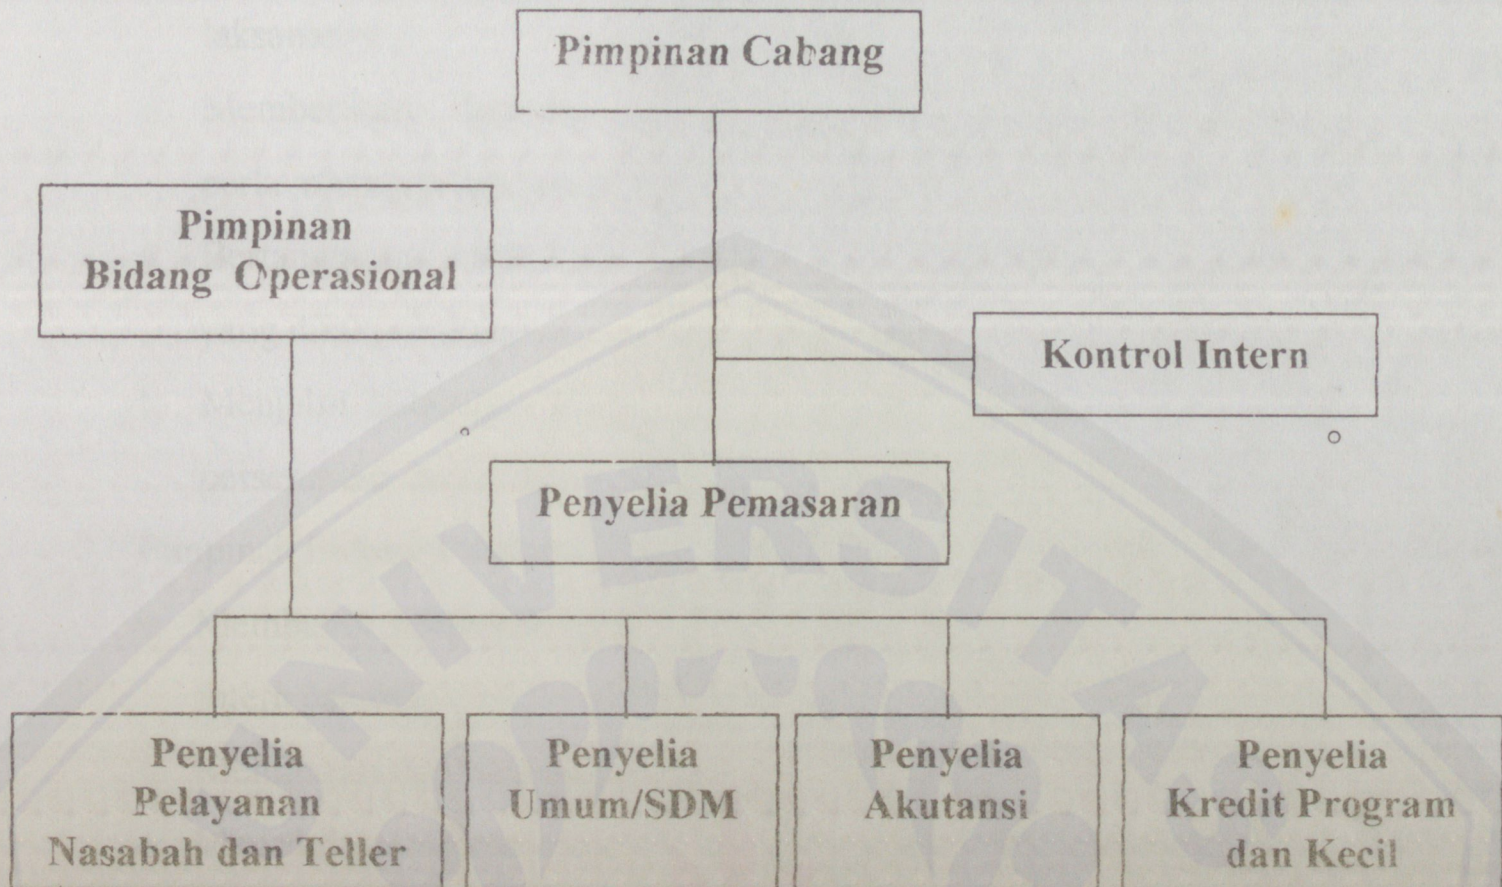 Pimpinan Cabang
Pimpinan
Bidang Operasional
Kontrol Intern
Penyelia Pemasaran
UNIVERSITAS
Penyelia
Pelayanan
Nasabah dan Teller
Penyelia
Umum/SDM
Penyelia
Akutansi
Penyelia
Kredit Program
dan Kecil